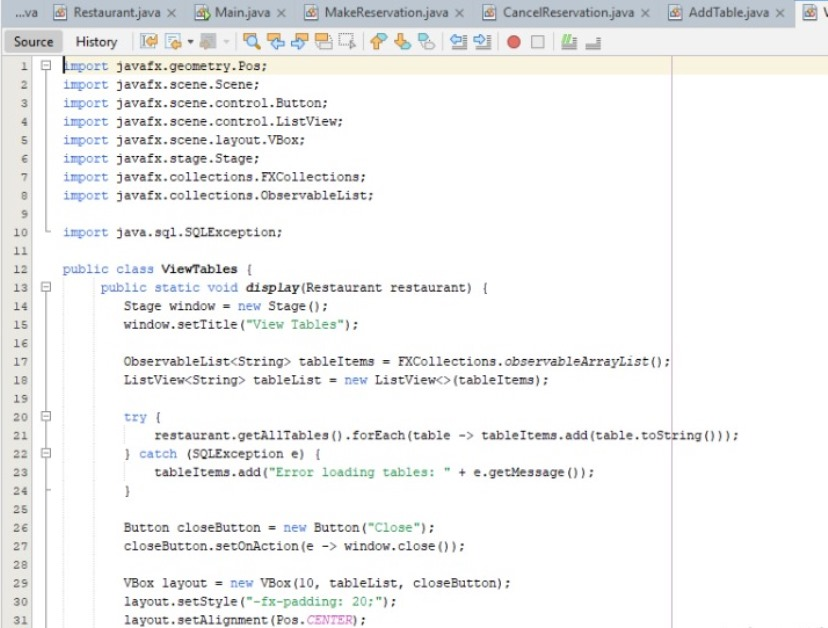 ...va Restaurant.java Main.java MakeReservation.java CancelReservation.java AddTable.java
Source History
1 import javafx.geometry.Pos;
2 import javafx.scene.Scene;
3 import javafx.scene.control.Button;
4 import javafx.scene.control.ListView;
5 import javafx.scene.layout.VBox;
6 import javafx.stage.Stage;
7 import javafx.collections.FXCollections;
8 import javafx.collections.ObservableList;
9
10 import java.sql.SQLException;
11
12 public class ViewTables {
13 public static void display(Restaurant restaurant) {
14 Stage window = new Stage();
15 window.setTitle("View Tables");
16
17 ObservableList<String> tableItems = FXCollections.observableArrayList();
18 ListView<String> tableList = new ListView<>(tableItems);
19
20 try {
21 restaurant.getAllTables().forEach(table -> tableItems.add(table.toString()));
22 } catch (SQLException e) {
23 tableItems.add("Error loading tables: " + e.getMessage());
24 }
25
26 Button closeButton = new Button("Close");
27 closeButton.setOnAction(e -> window.close());
28
29 VBox layout = new VBox(10, tableList, closeButton);
30 layout.setStyle("-fx-padding: 20;");
31 layout.setAlignment(Pos.CENTER);